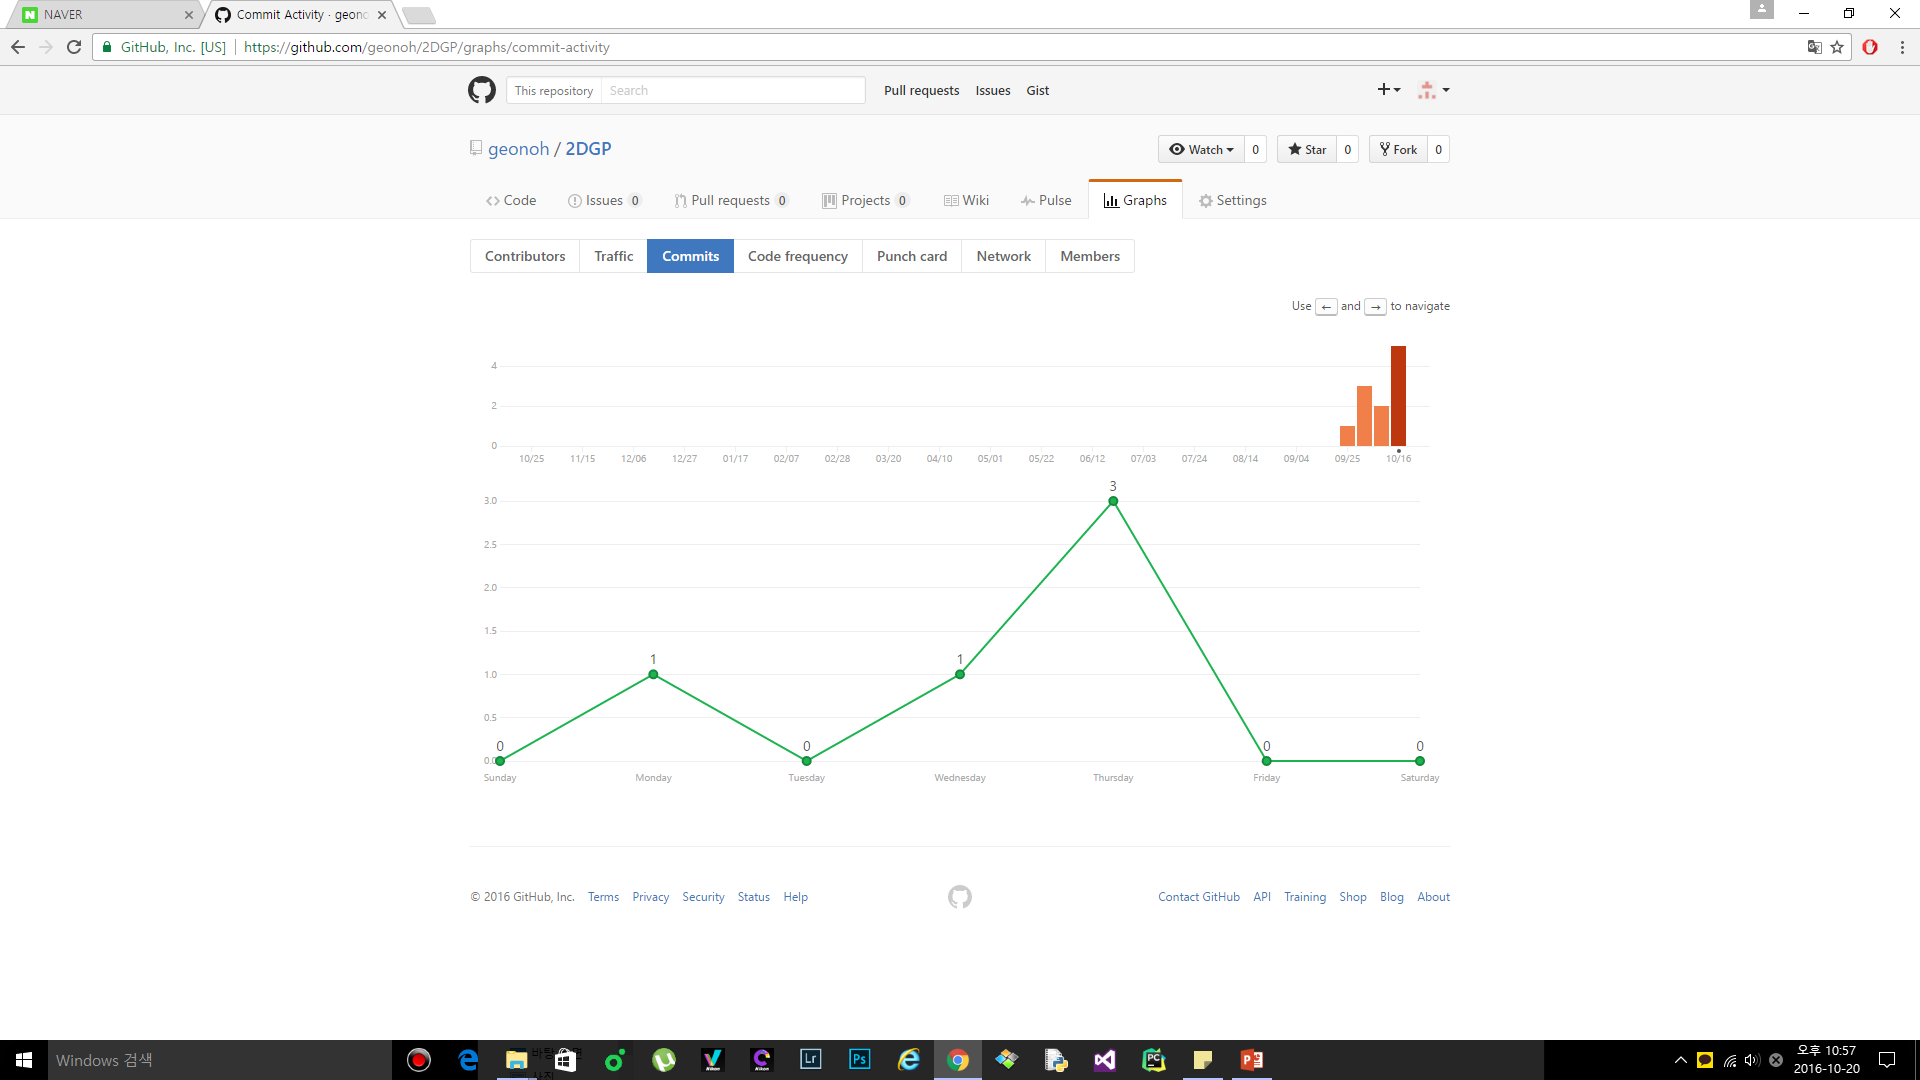 NAVER
Commit Activity · geono
GitHub, Inc. [US]
https://github.com/geonoh/2DGP/graphs/commit-activity
This repository
Search
Pull requests
Issues
Gist
geonoh / 2DGP
Watch 0
Star 0
Fork 0
Code
Issues 0
Pull requests 0
Projects 0
Wiki
Pulse
Graphs
Settings
Contributors
Traffic
Commits
Code frequency
Punch card
Network
Members
Use ← and → to navigate
4
2
0
10/25 11/15 12/06 12/27 01/17 02/07 02/28 03/20 04/10 05/01 05/22 06/12 07/03 07/24 08/14 09/04 09/25 10/16
3
3.0
2.5
2.0
1.5
1 1
1.0
0.5
0 0 0 0
0.0
Sunday Monday Tuesday Wednesday Thursday Friday Saturday
© 2016 GitHub, Inc. Terms Privacy Security Status Help
Contact GitHub API Training Shop Blog About
Windows 검색
Lr
Ps
PC
오후 10:57
2016-10-20